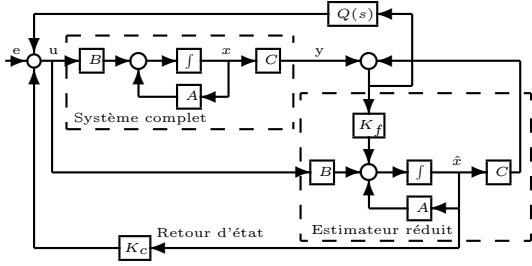 Q(s)
e u B ∫ x C y
A
Système complet
K_f
B ∫ x̂ C
A
Retour d'état Estimateur réduit
K_c